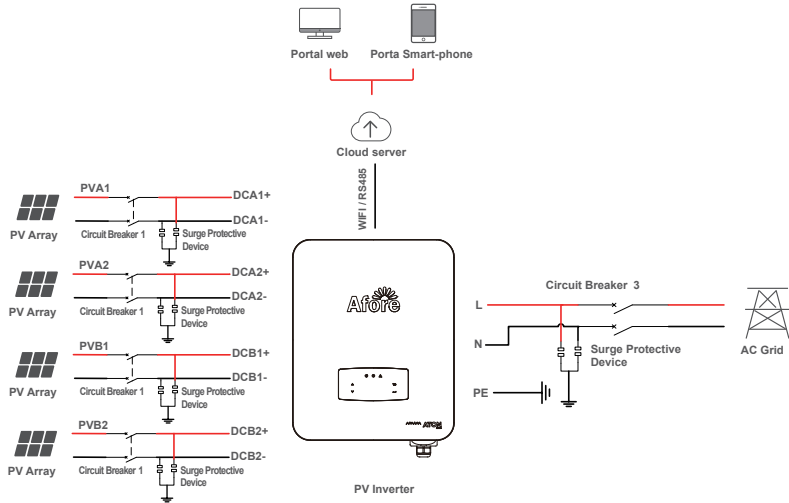 Portal web
Porta Smart-phone
Cloud server
WIFI / RS485
PVA1
DCA1+
DCA1-
PV Array
Circuit Breaker 1
Surge Protective
Device
PVA2
DCA2+
DCA2-
PV Array
Circuit Breaker 1
Surge Protective
Device
PVB1
DCB1+
DCB1-
PV Array
Circuit Breaker 1
Surge Protective
Device
PVB2
DCB2+
DCB2-
PV Array
Circuit Breaker 1
Surge Protective
Device
Afore
PV Inverter
Circuit Breaker 3
L
N
Surge Protective
Device
PE
AC Grid